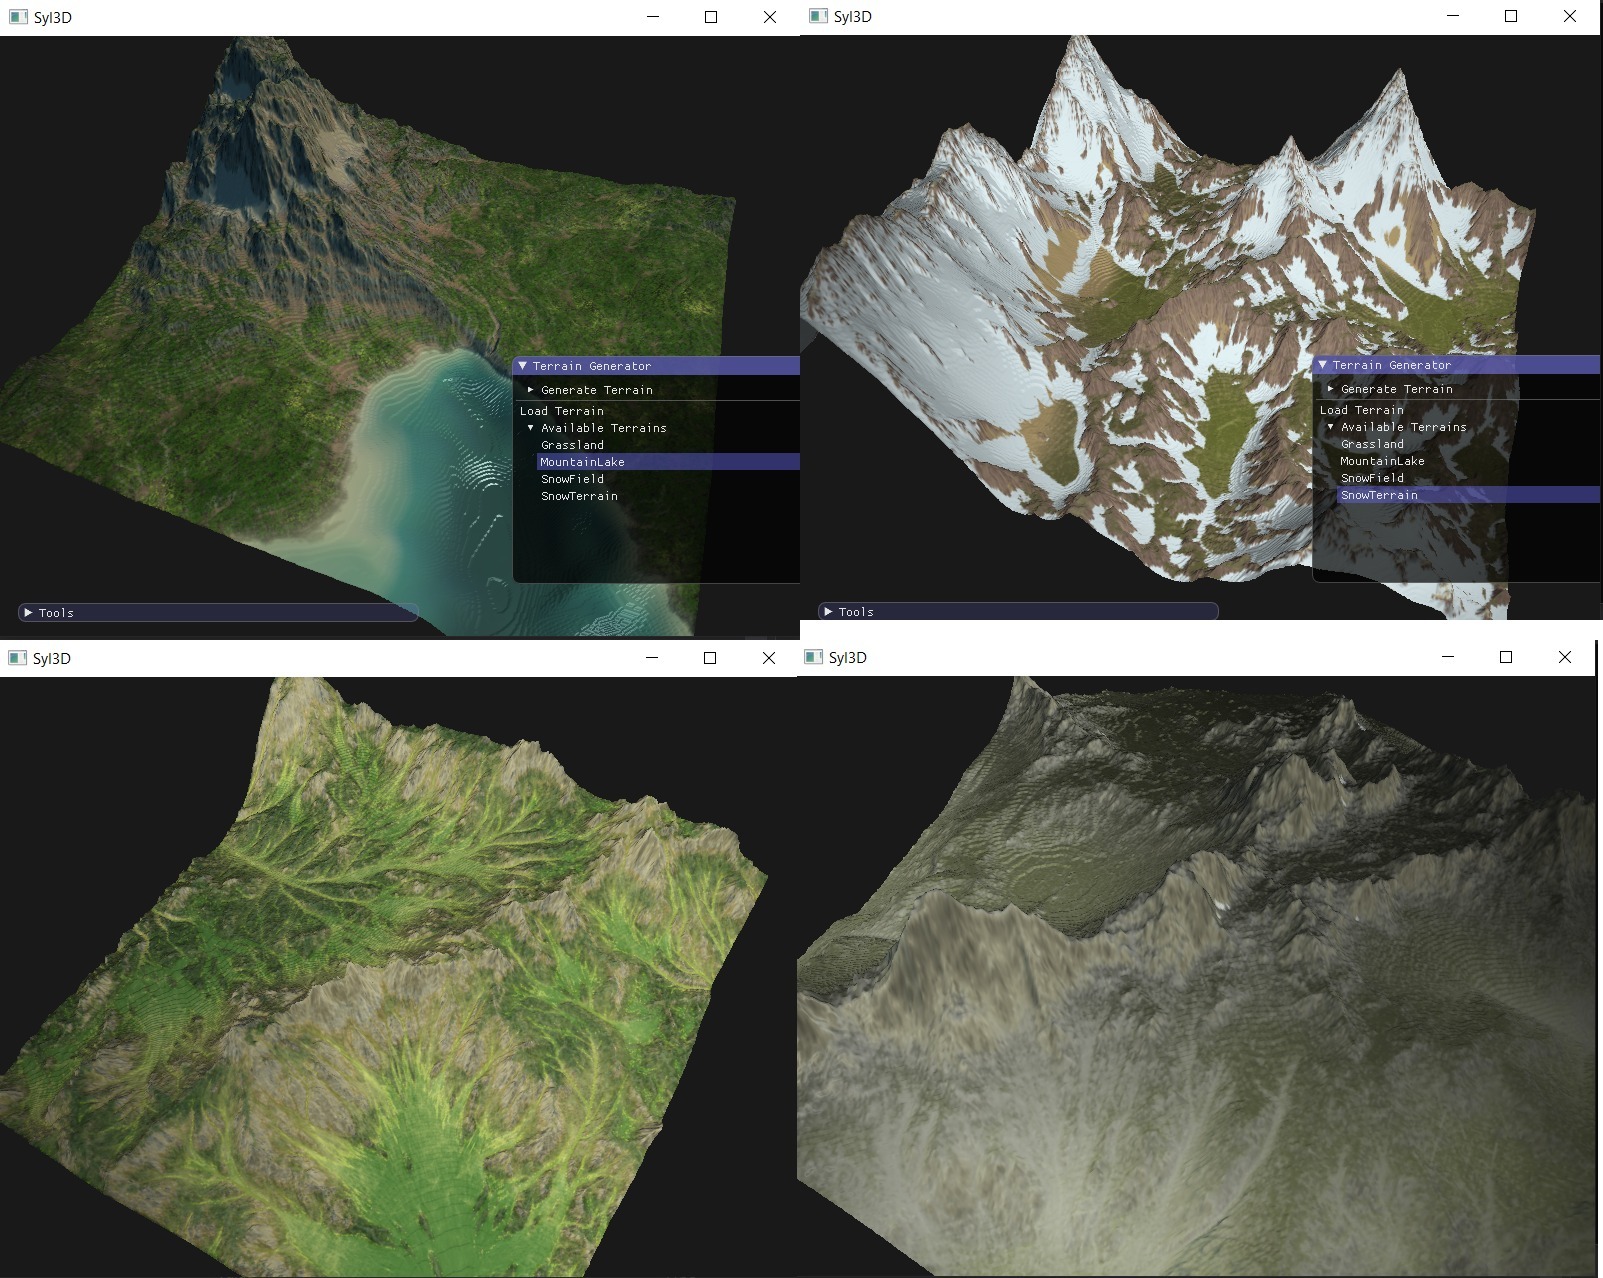 Syl3D
Terrain Generator
Generate Terrain
Load Terrain
Available Terrains
Grassland
MountainLake
SnowField
SnowTerrain
Tools
Syl3D
Terrain Generator
Generate Terrain
Load Terrain
Available Terrains
Grassland
MountainLake
SnowField
SnowTerrain
Tools
Syl3D
Syl3D